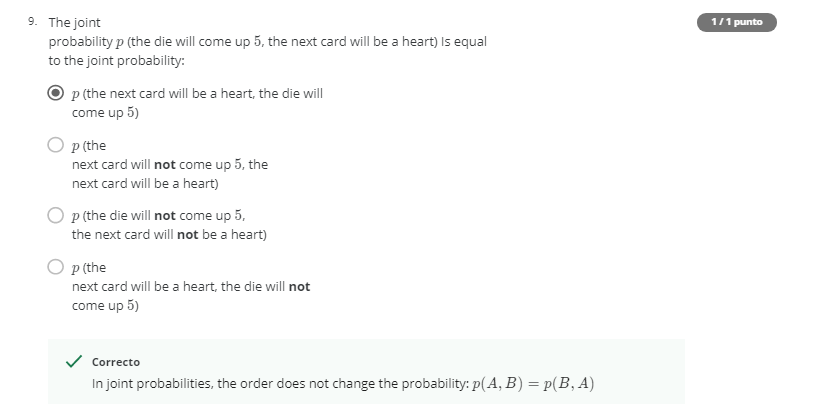 9. The joint
1 / 1 punto
probability p (the die will come up 5, the next card will be a heart) Is equal
to the joint probability:
p (the next card will be a heart, the die will
come up 5)
p (the
next card will not come up 5, the
next card will be a heart)
p (the die will not come up 5,
the next card will not be a heart)
p (the
next card will be a heart, the die will not
come up 5)
Correcto
In joint probabilities, the order does not change the probability: p(A, B) = p(B, A)